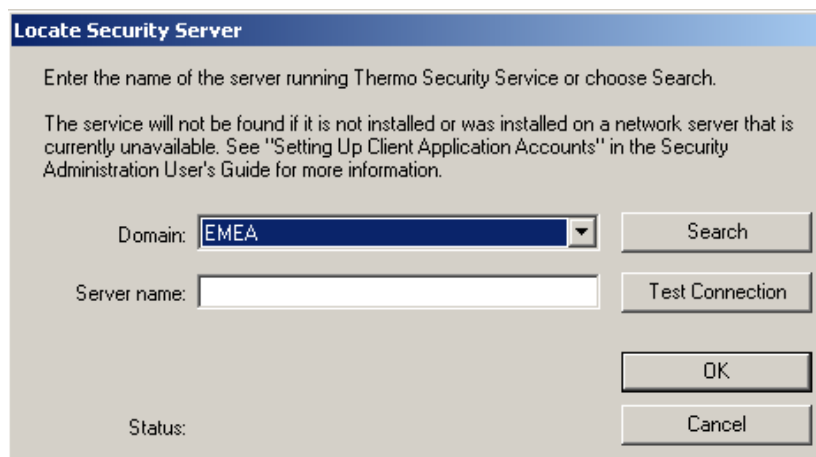 Locate Security Server
Enter the name of the server running Thermo Security Service or choose Search.
The service will not be found if it is not installed or was installed on a network server that is
currently unavailable. See "Setting Up Client Application Accounts" in the Security
Administration User's Guide for more information.
Domain: EMEA Search
Server name: Test Connection
OK
Status: Cancel